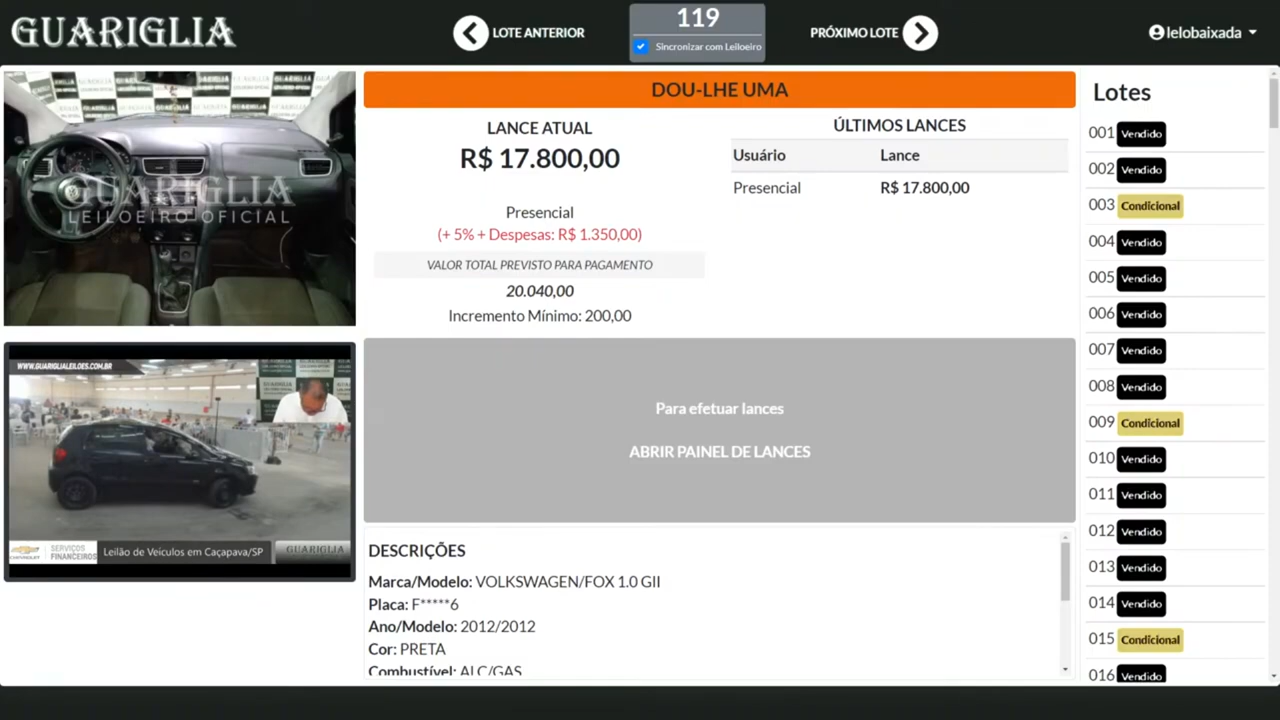 GUARIGLIA
LOTE ANTERIOR
119
Sincronizar com Leiloeiro
PRÓXIMO LOTE
lelobaixada
GUARIGLIA
LEILOEIRO OFICIAL
DOU-LHE UMA
LANCE ATUAL
R$ 17.800,00
Presencial
(+ 5% + Despesas: R$ 1.350,00)
VALOR TOTAL PREVISTO PARA PAGAMENTO
20.040,00
Incremento Mínimo: 200,00
ÚLTIMOS LANCES
Usuário Lance
Presencial R$ 17.800,00
Para efetuar lances
ABRIR PAINEL DE LANCES
WWW.GUARIGLIALEILOES.COM.BR
CHEVROLET
SERVIÇOS
FINANCEIROS
Leilão de Veículos em Caçapava/SP
GUARIGLIA
DESCRIÇÕES
Marca/Modelo: VOLKSWAGEN/FOX 1.0 GII
Placa: F*****6
Ano/Modelo: 2012/2012
Cor: PRETA
Combustível: ALC/GAS
Lotes
001 Vendido
002 Vendido
003 Condicional
004 Vendido
005 Vendido
006 Vendido
007 Vendido
008 Vendido
009 Condicional
010 Vendido
011 Vendido
012 Vendido
013 Vendido
014 Vendido
015 Condicional
016 Vendido